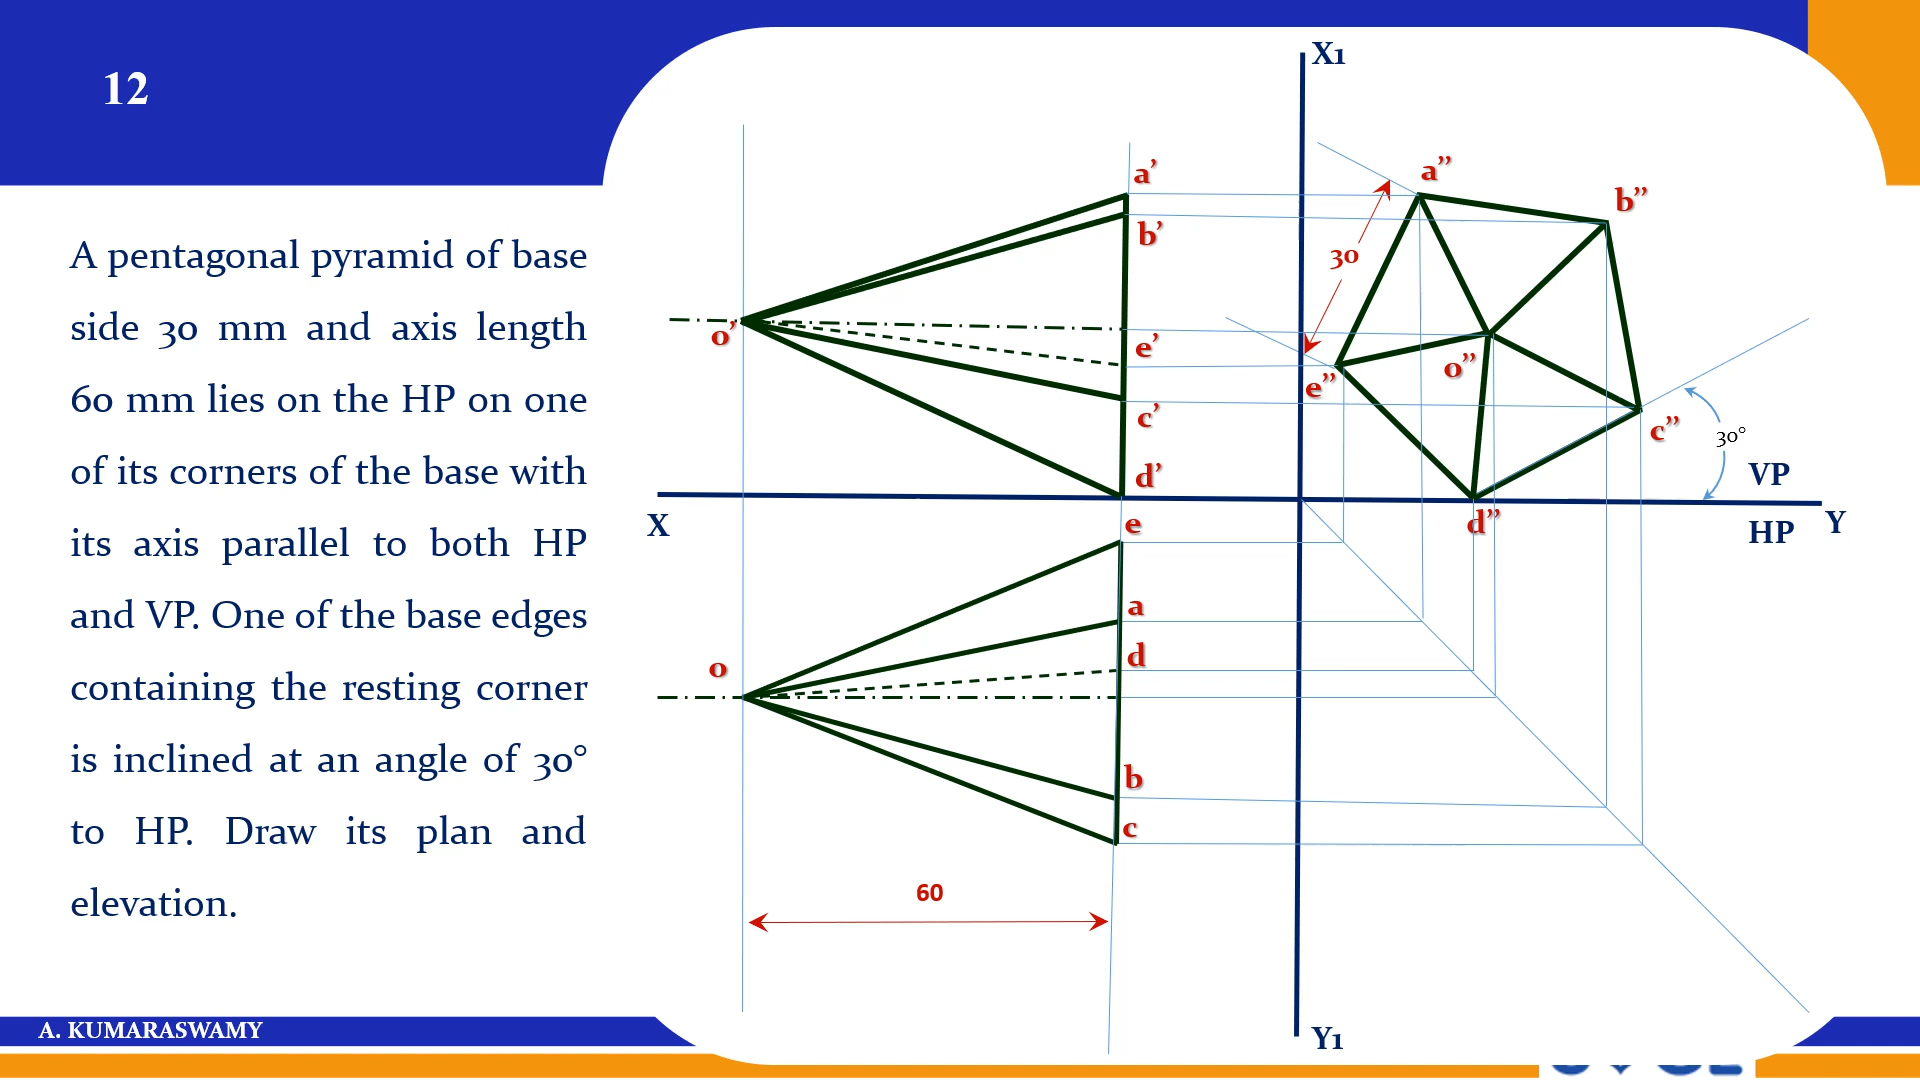 12
A pentagonal pyramid of base
side 30 mm and axis length
60 mm lies on the HP on one
of its corners of the base with
its axis parallel to both HP
and VP. One of the base edges
containing the resting corner
is inclined at an angle of 30°
to HP. Draw its plan and
elevation.
A. KUMARASWAMY
X1
a’
a”
b”
b’
30
o’
e’
o”
e”
c’
c”
30°
d’
VP
X
e
d”
HP
Y
a
d
o
b
c
60
Y1